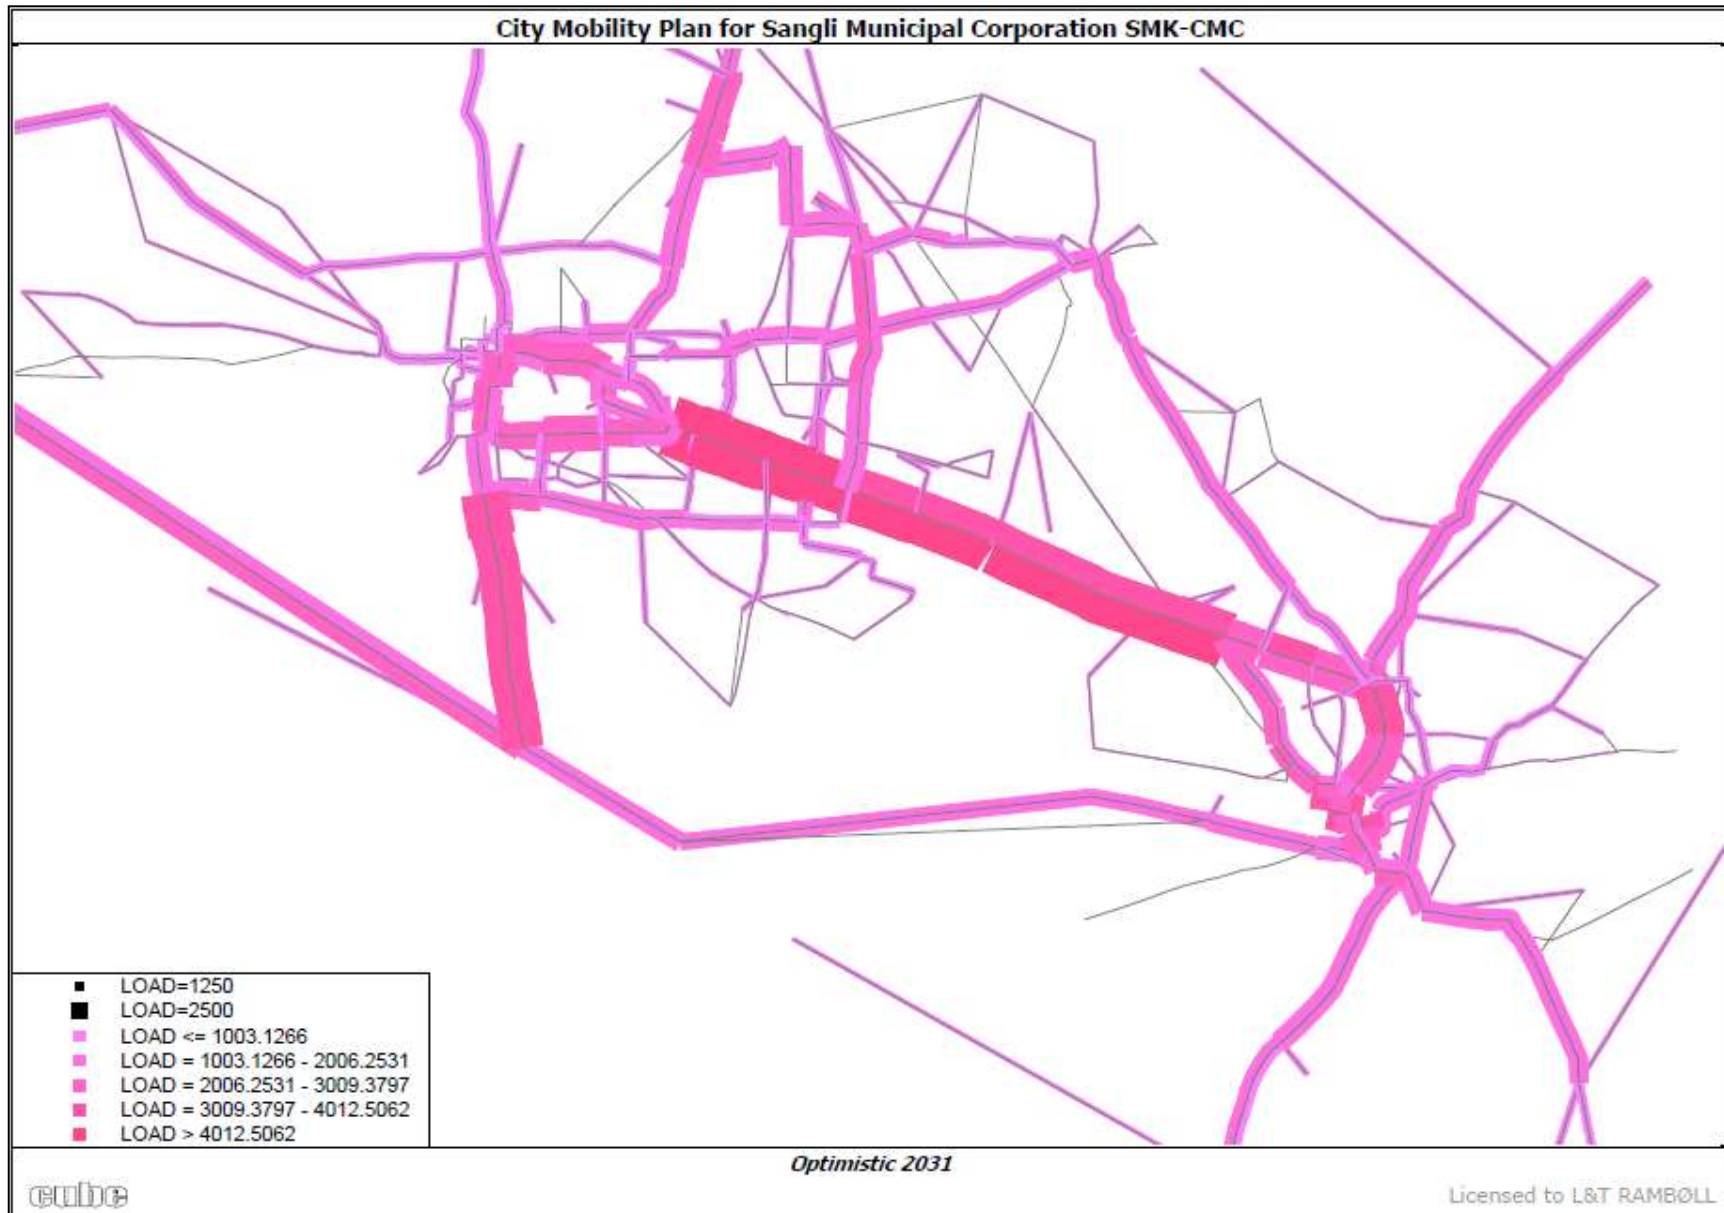 City Mobility Plan for Sangli Municipal Corporation SMK-CMC
LOAD=1250
LOAD=2500
LOAD <= 1003.1266
LOAD = 1003.1266 - 2006.2531
LOAD = 2006.2531 - 3009.3797
LOAD = 3009.3797 - 4012.5062
LOAD > 4012.5062
Optimistic 2031
cube
Licensed to L&T RAMBØLL